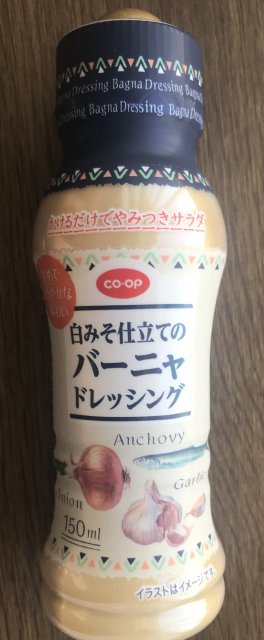 Bagna Dressing Bagna Dressing
Bagna Dressing Bagna Dressing
かけるだけでやみつきサラダ
co·op
白みそ仕立ての
バーニャ
ドレッシング
Anchovy
Garlic
Onion
150ml
イラストはイメージです。